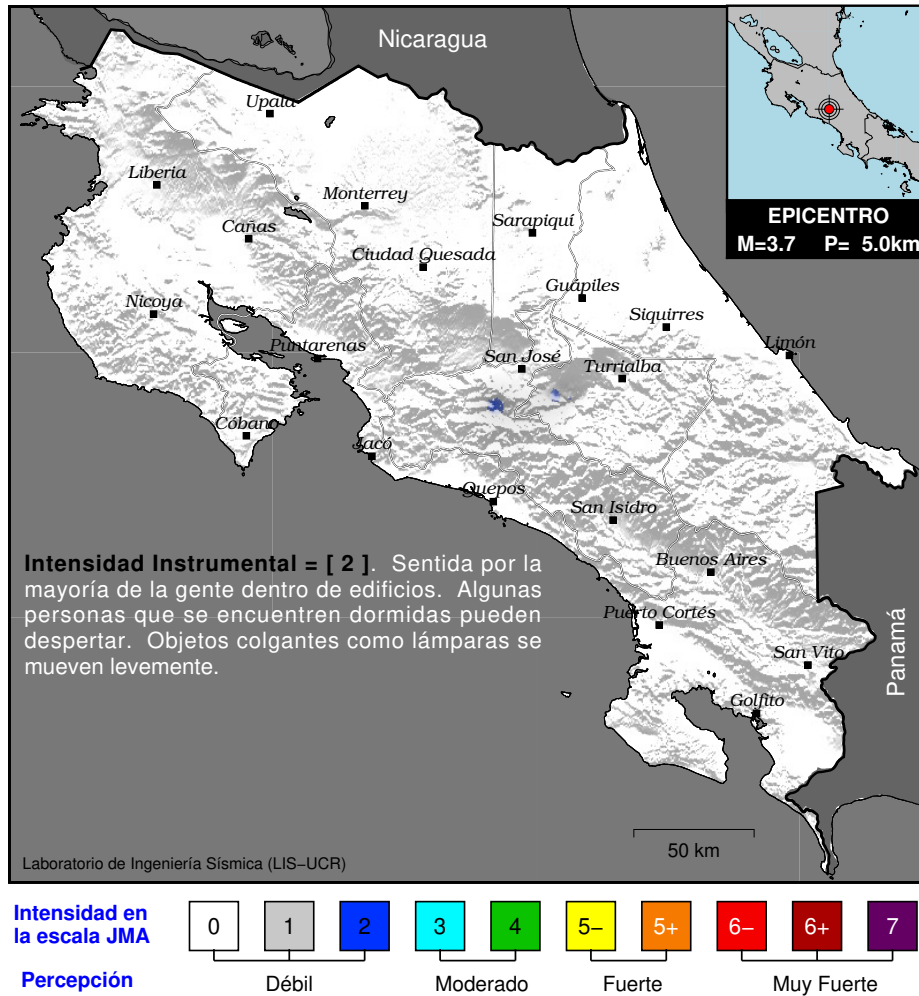 Nicaragua
Upala
Liberia
Monterrey
Cañas
Sarapiquí
Ciudad Quesada
EPICENTRO
M=3.7 P= 5.0km
Nicoya
Guápiles
Siquirres
Puntarenas
San José
Limón
Turrialba
Cóbano
Jacó
Quepos
San Isidro
Buenos Aires
Puerto Cortés
San Vito
Golfito
Panamá
Intensidad Instrumental = [ 2 ]. Sentida por la
mayoría de la gente dentro de edificios. Algunas
personas que se encuentren dormidas pueden
despertar. Objetos colgantes como lámparas se
mueven levemente.
50 km
Laboratorio de Ingeniería Sísmica (LIS–UCR)
Intensidad en
la escala JMA
0 1 2 3 4 5– 5+ 6– 6+ 7
Percepción
Débil Moderado Fuerte Muy Fuerte